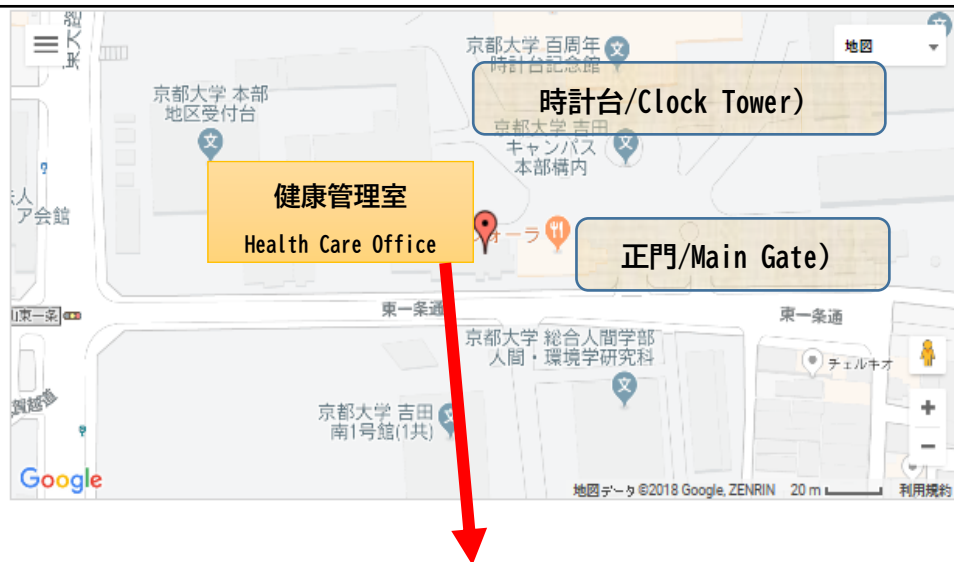 東大路
京都大学 百周年
時計台記念館
地図
時計台/Clock Tower)
京都大学 本部
地区受付台
京都大学 吉田
キャンパス
本部構内
健康管理室
Health Care Office
ォーラ
正門/Main Gate)
人
ア会館
東一条通
東一条通
山東一条
京都大学 総合人間学部
人間・環境学研究科
チェルキオ
京都大学 吉田
南1号館(1共)
Google
地図データ ©2018 Google, ZENRIN 20 m 利用規約